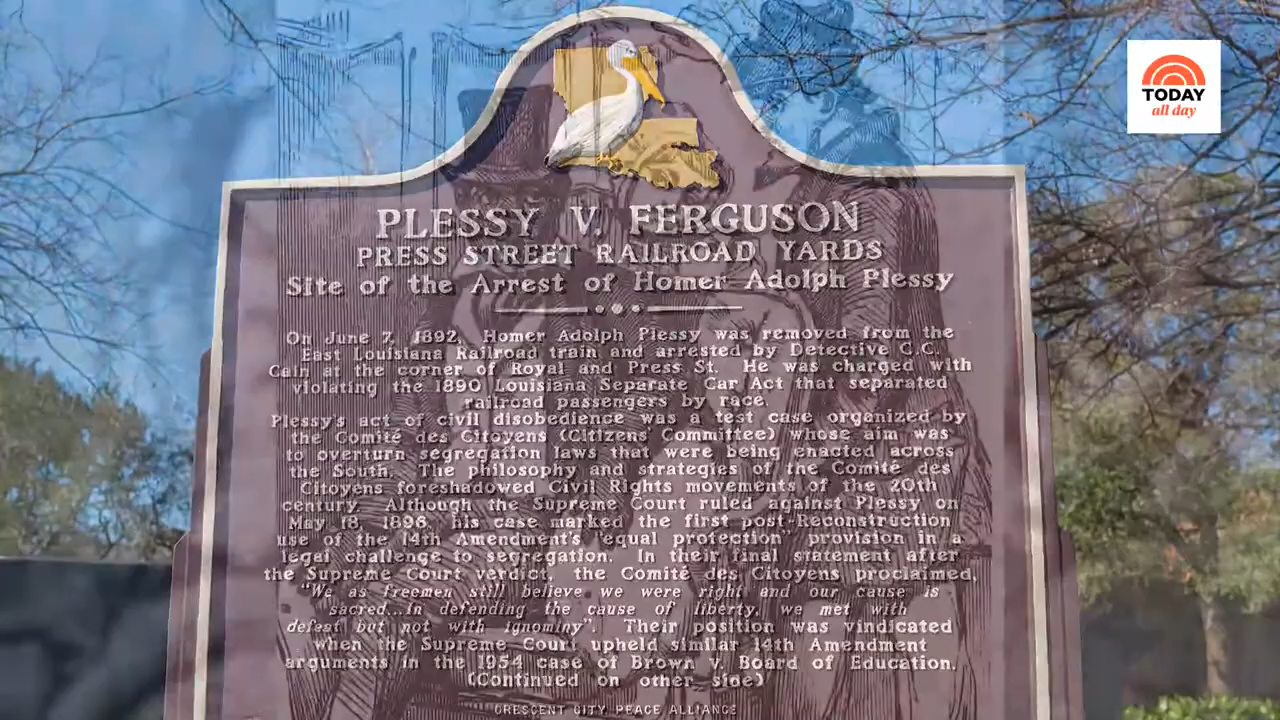 TODAY
all day
PLESSY V. FERGUSON
PRESS STREET RAILROAD YARDS
Site of the Arrest of Homer Adolph Plessy
On June 7, 1892, Homer Adolph Plessy was removed from the
East Louisiana Railroad train and arrested by Detective C.C.
Cain at the corner of Royal and Press St. He was charged with
violating the 1890 Louisiana Separate Car Act that separated
railroad passengers by race.
Plessy's act of civil disobedience was a test case organized by
the Comité des Citoyens (Citizens Committee) whose aim was
to overturn segregation laws that were being enacted across
the South. The philosophy and strategies of the Comité des
Citoyens foreshadowed Civil Rights movements of the 20th
century. Although the Supreme Court ruled against Plessy on
May 18, 1896, his case marked the first post-Reconstruction
use of the 14th Amendment's "equal protection" provision in a
legal challenge to segregation. In their final statement after
the Supreme Court verdict, the Comité des Citoyens proclaimed,
"We as freemen still believe we were right and our cause is
sacred...in defending the cause of liberty, we met with
defeat but not with ignominy". Their position was vindicated
when the Supreme Court upheld similar 14th Amendment
arguments in the 1954 case of Brown v. Board of Education.
(Continued on other side)
CRESCENT CITY PEACE ALLIANCE